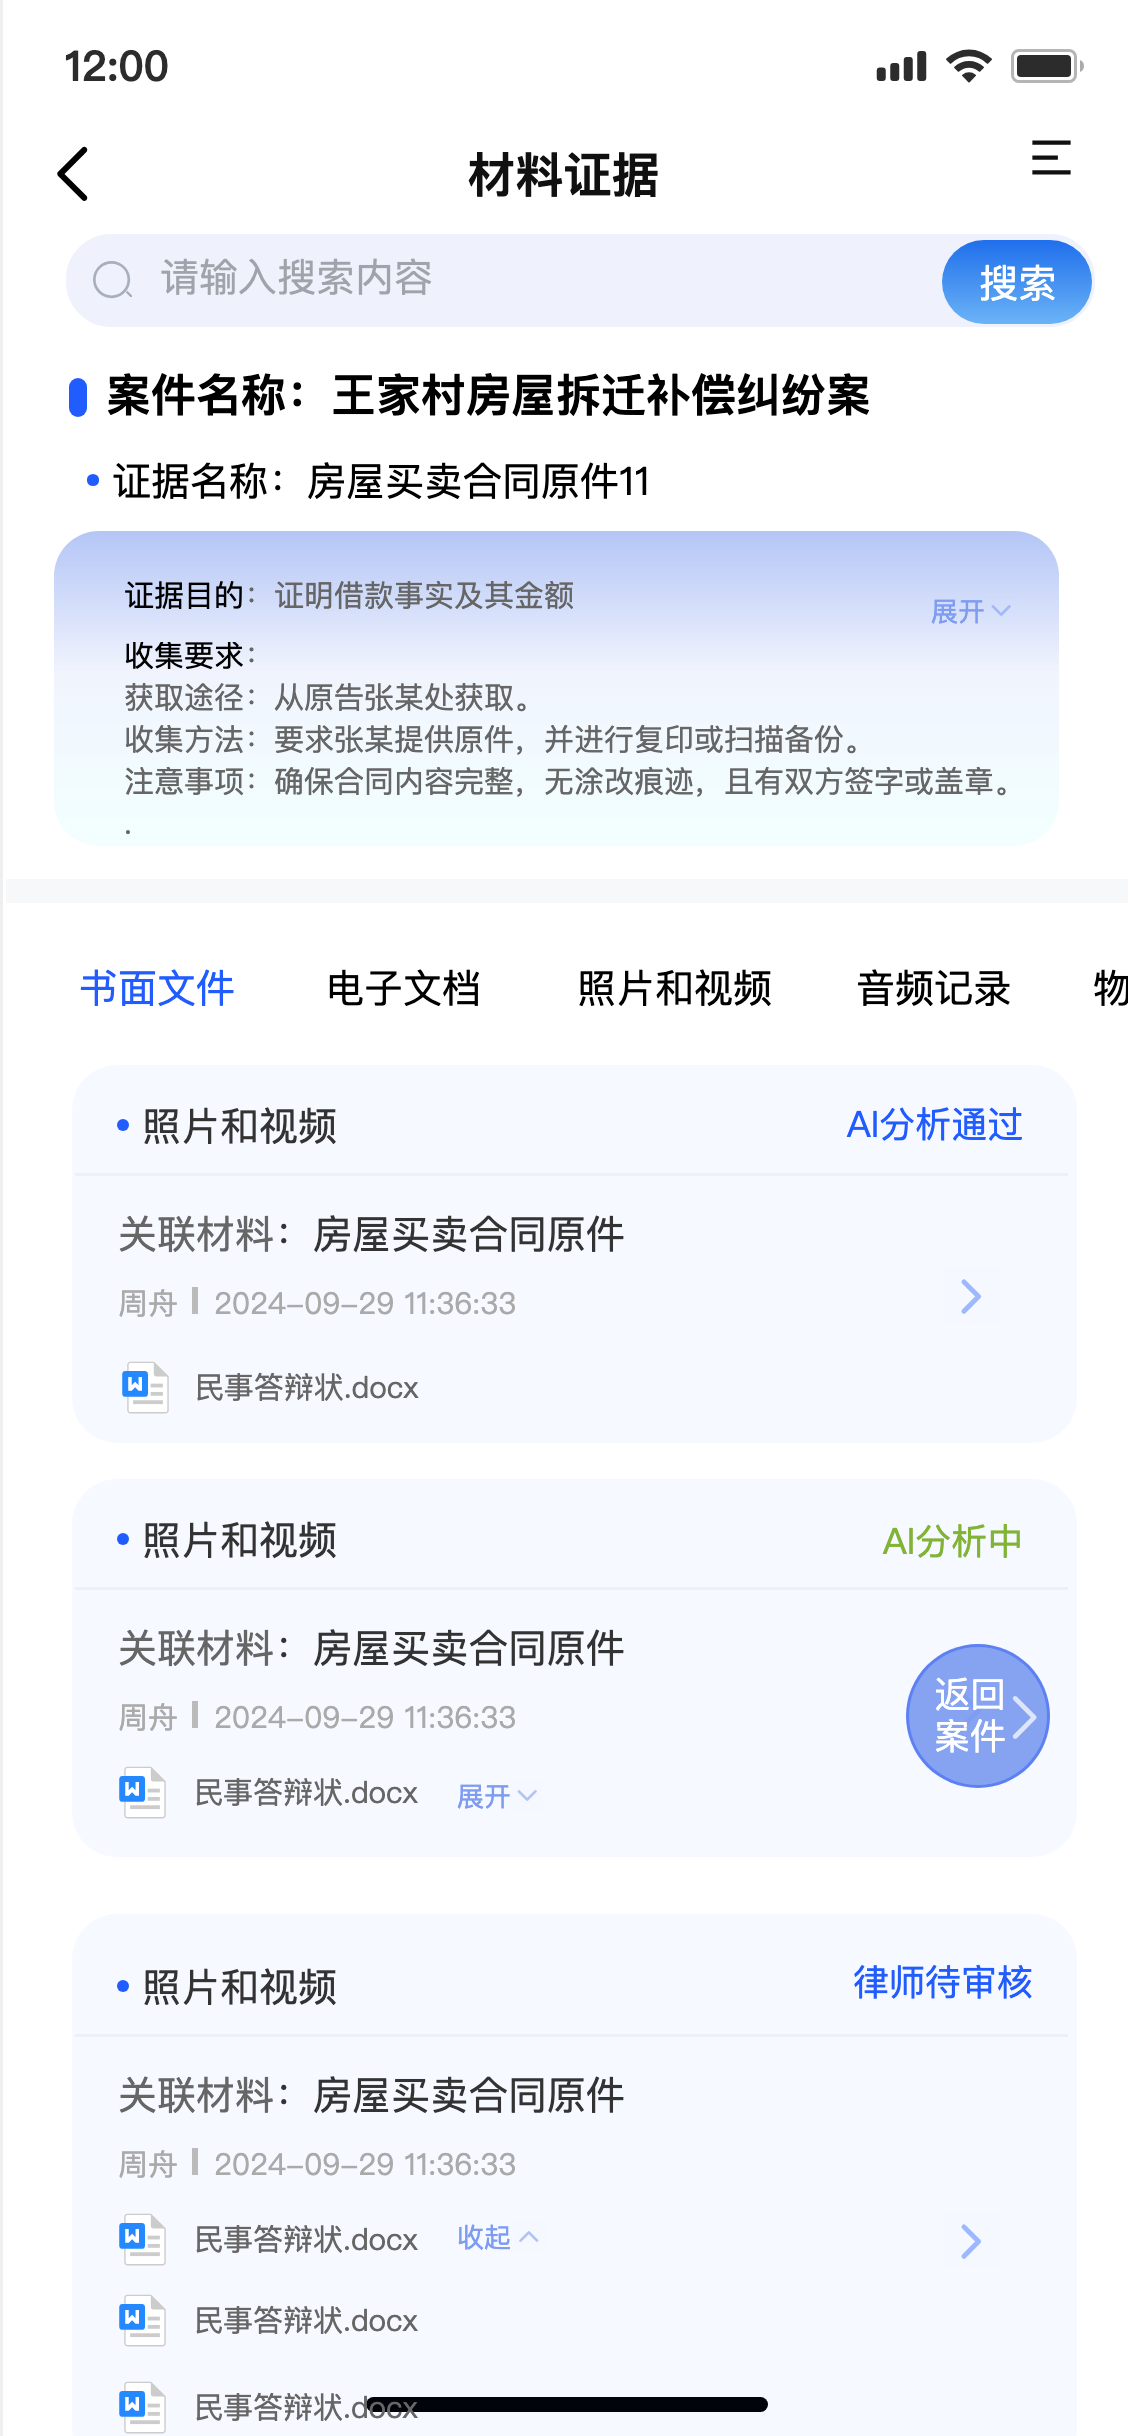 12:00
材料证据
请输入搜索内容
搜索
案件名称：王家村房屋拆迁补偿纠纷案
证据名称：房屋买卖合同原件11
证据目的：证明借款事实及其金额
展开
收集要求：
获取途径：从原告张某处获取。
收集方法：要求张某提供原件，并进行复印或扫描备份。
注意事项：确保合同内容完整，无涂改痕迹，且有双方签字或盖章。
.
书面文件 电子文档 照片和视频 音频记录 物
照片和视频 AI分析通过
关联材料：房屋买卖合同原件
周舟 2024-09-29 11:36:33
民事答辩状.docx
照片和视频 AI分析中
关联材料：房屋买卖合同原件
周舟 2024-09-29 11:36:33
民事答辩状.docx 展开
返回
案件
照片和视频 律师待审核
关联材料：房屋买卖合同原件
周舟 2024-09-29 11:36:33
民事答辩状.docx 收起
民事答辩状.docx
民事答辩状.docx